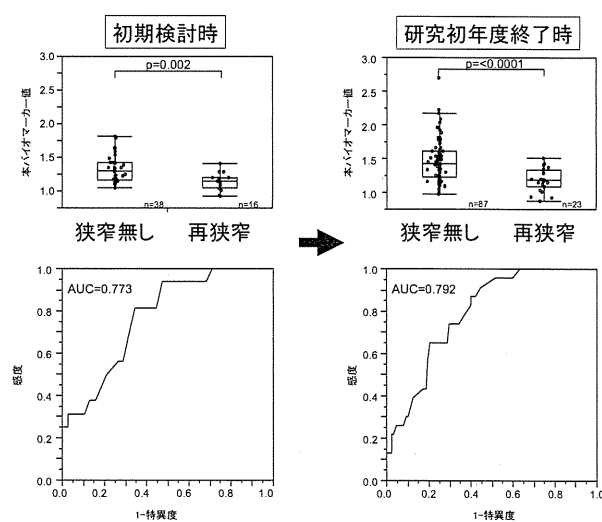 初期検討時
研究初年度終了時
p=0.002
3.0
2.5
2.0
1.5
1.0
本バイオマーカー値
n=38
n=16
狭窄無し
再狭窄
p=<0.0001
3.0
2.5
2.0
1.5
1.0
本バイオマーカー値
n=87
n=23
狭窄無し
再狭窄
AUC=0.773
1.0
0.8
0.6
0.4
0.2
0.0
感度
0.0 0.2 0.4 0.6 0.8 1.0
1-特異度
AUC=0.792
1.0
0.8
0.6
0.4
0.2
0.0
感度
0.0 0.2 0.4 0.6 0.8 1.0
1-特異度